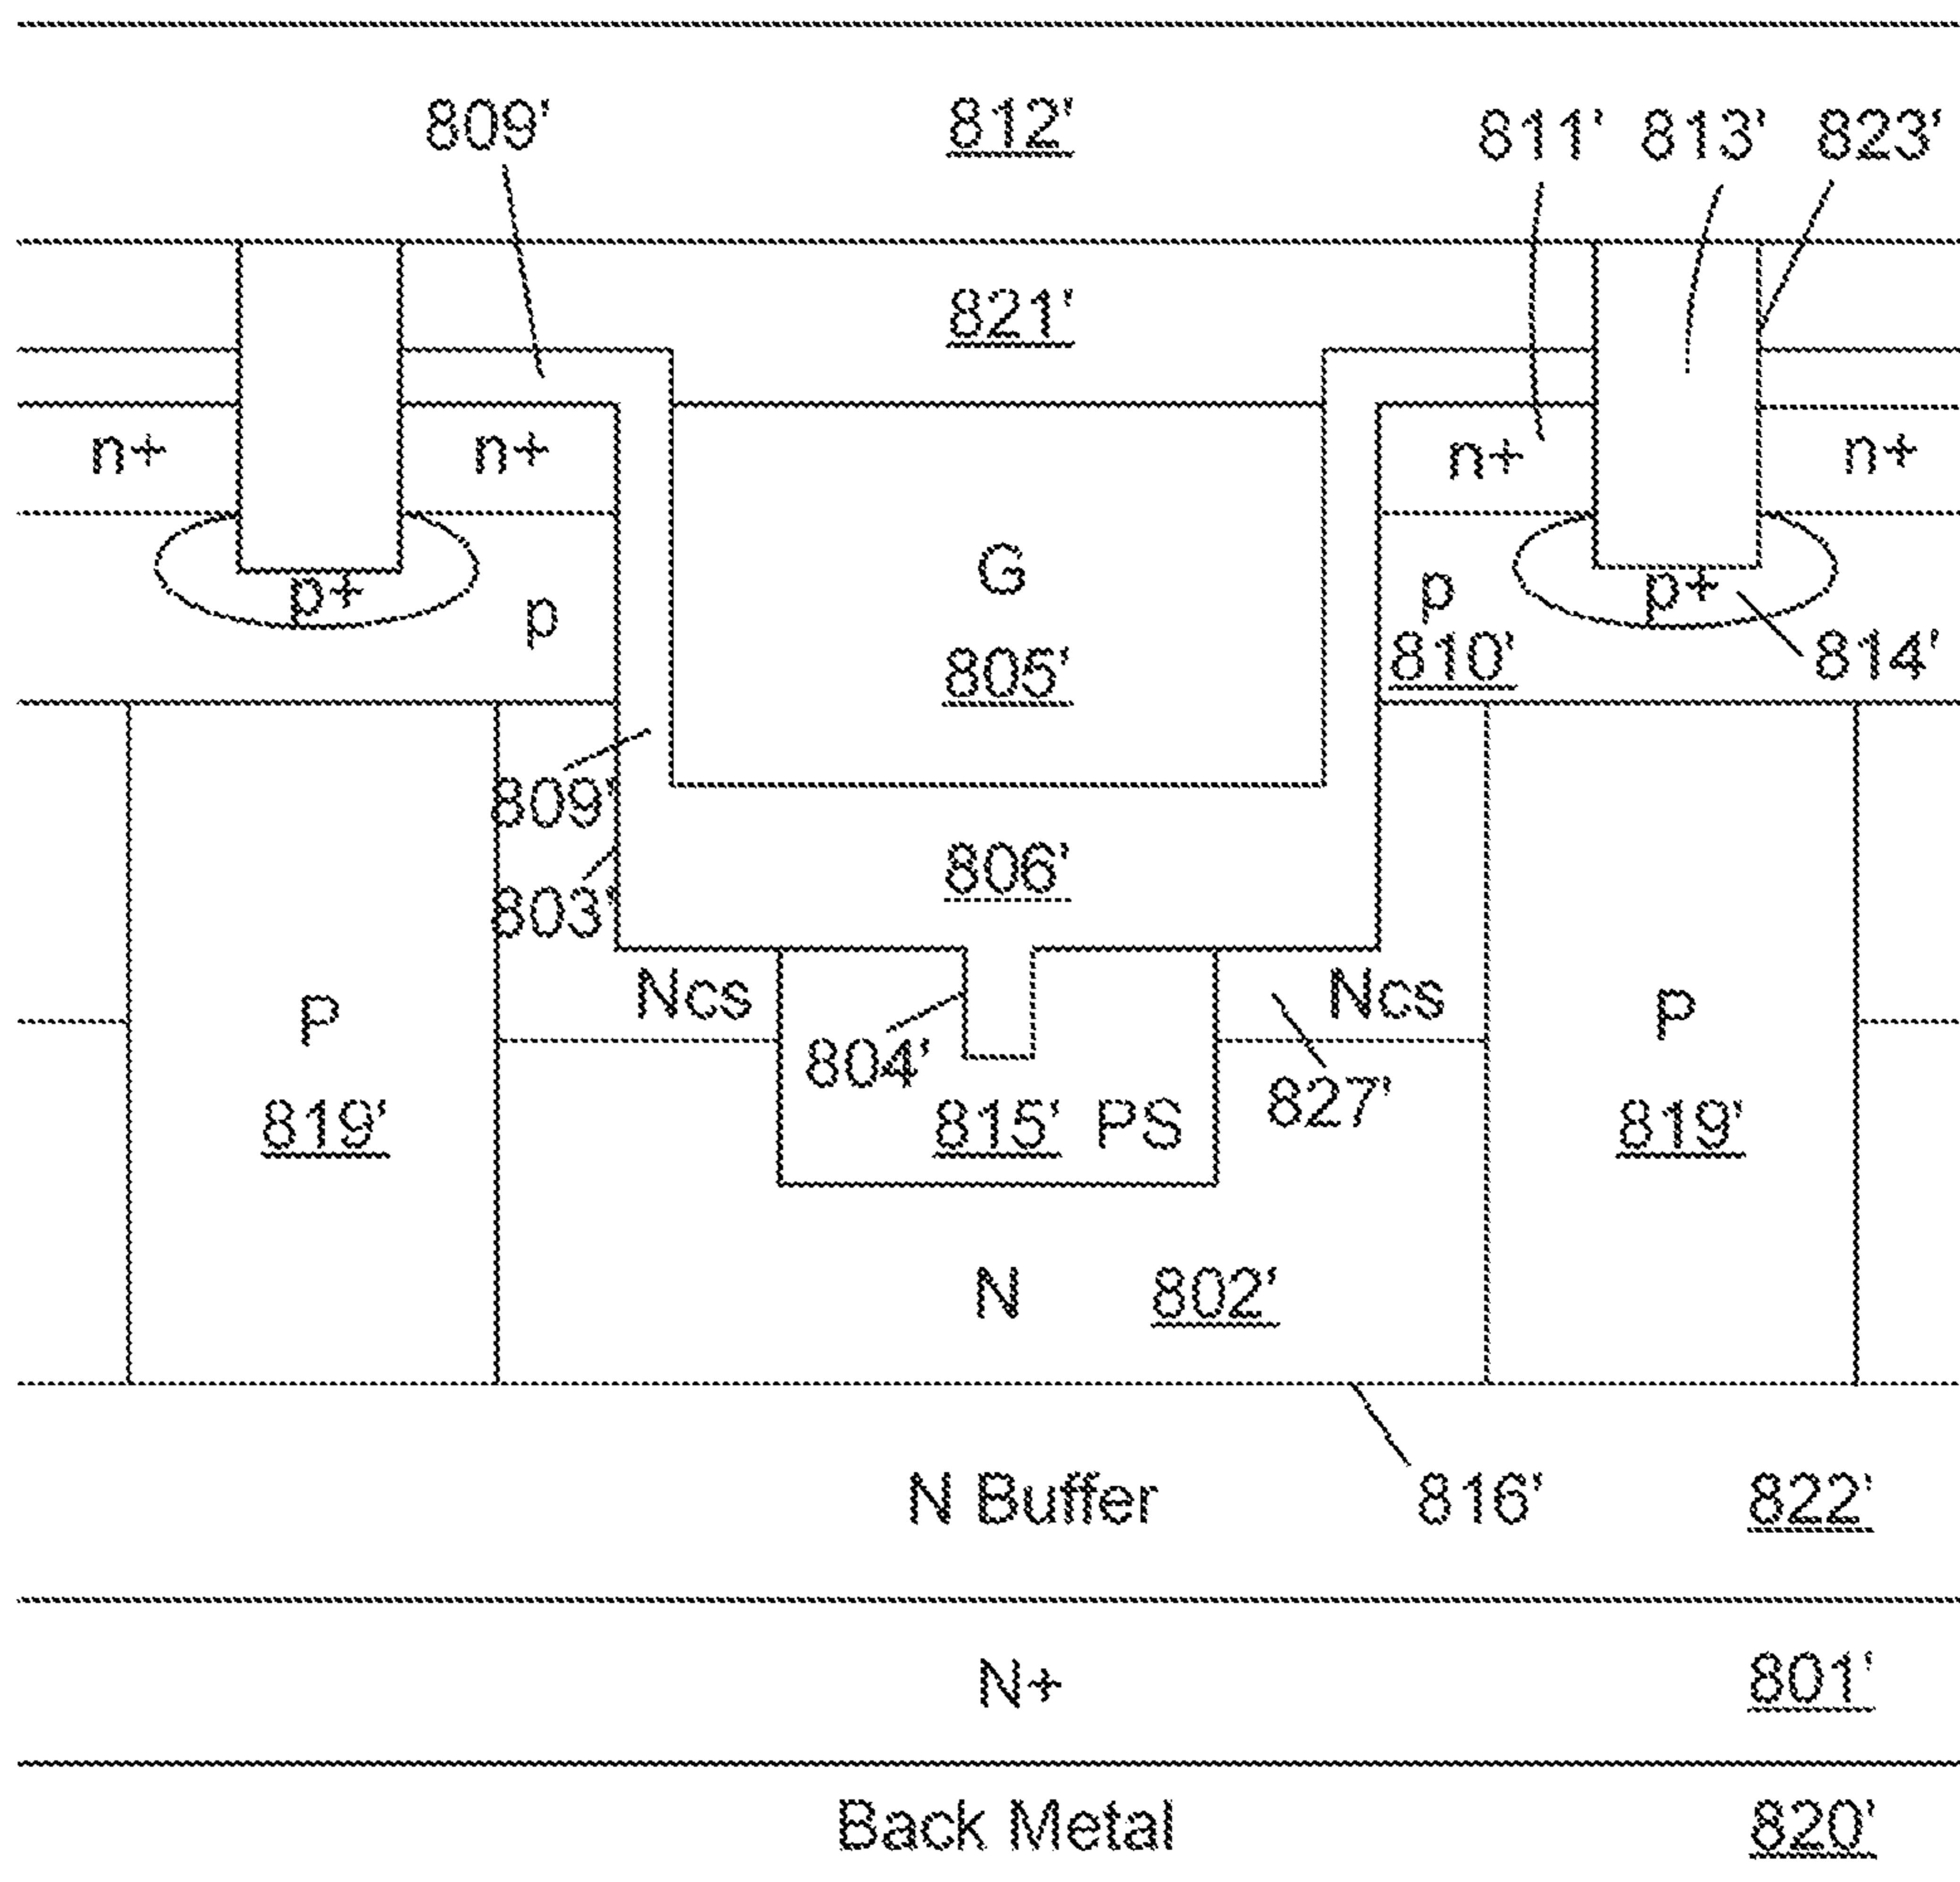 809' 812' 811' 813' 823'
821'
n+ n+ n+ n+
G
p+ p p p+
805' 810' 814'
809'
806'
803'
Ncs Ncs
P P
804' 827'
819' 815' PS 819'
N 802'
N Buffer 816' 822'
N+ 801'
Back Metal 820'